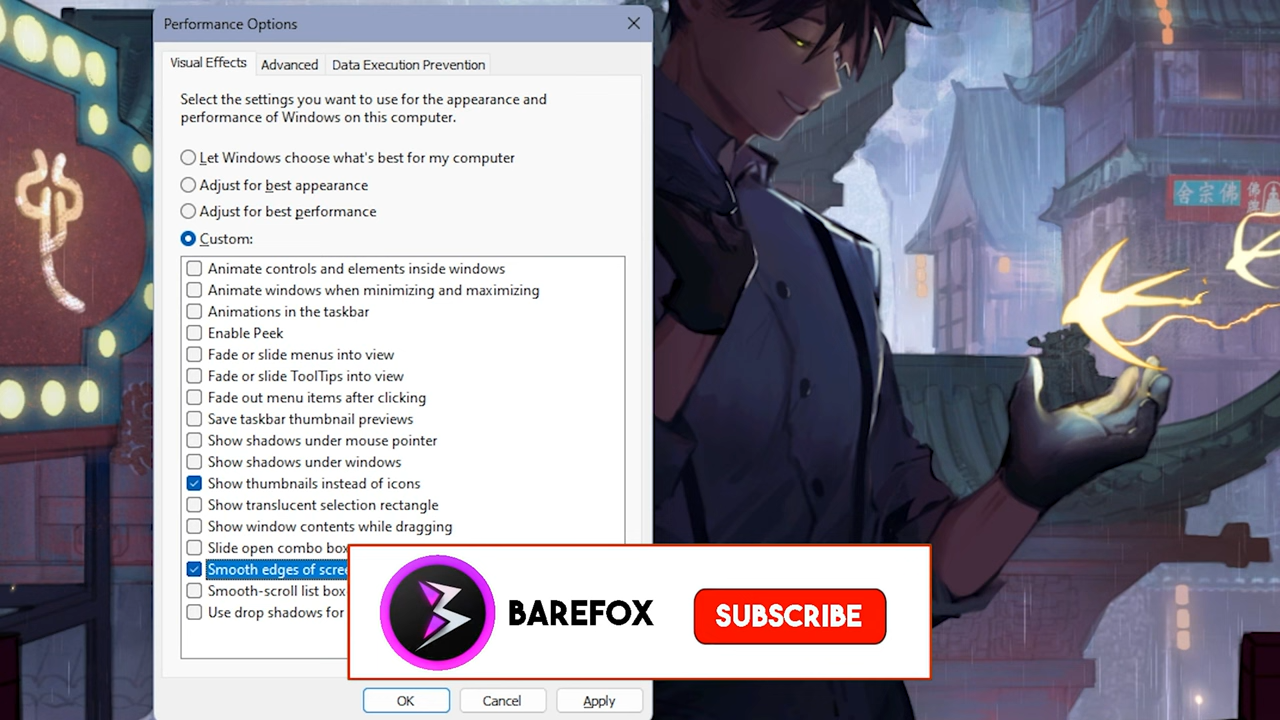 Performance Options
Visual Effects
Advanced
Data Execution Prevention
Select the settings you want to use for the appearance and
performance of Windows on this computer.
Let Windows choose what's best for my computer
Adjust for best appearance
Adjust for best performance
Custom:
Animate controls and elements inside windows
Animate windows when minimizing and maximizing
Animations in the taskbar
Enable Peek
Fade or slide menus into view
Fade or slide ToolTips into view
Fade out menu items after clicking
Save taskbar thumbnail previews
Show shadows under mouse pointer
Show shadows under windows
Show thumbnails instead of icons
Show translucent selection rectangle
Show window contents while dragging
Slide open combo box
Smooth edges of scree
Smooth-scroll list box
Use drop shadows for
BAREFOX
SUBSCRIBE
OK
Cancel
Apply
舍宗佛